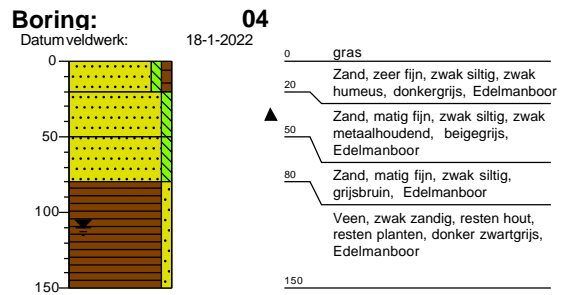 Boring: 04
Datum veldwerk: 18-1-2022
0
50
100
150
0 gras
Zand, zeer fijn, zwak siltig, zwak
20 humeus, donkergrijs, Edelmanboor
Zand, matig fijn, zwak siltig, zwak
50 metaalhoudend, beigegrijs,
Edelmanboor
80 Zand, matig fijn, zwak siltig,
grijsbruin, Edelmanboor
Veen, zwak zandig, resten hout,
resten planten, donker zwartgrijs,
Edelmanboor
150